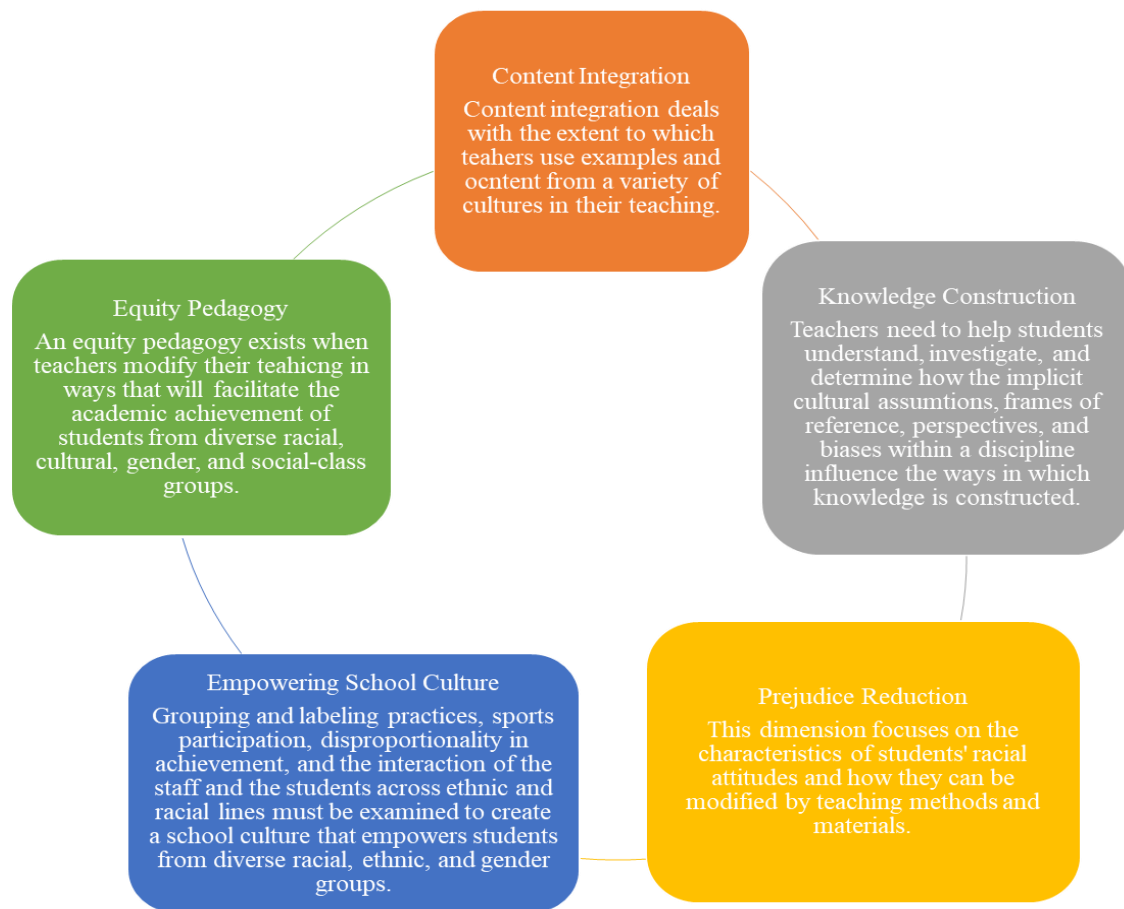 Content Integration
Content integration deals
with the extent to which
teahers use examples and
ocntent from a variety of
cultures in their teaching.
Knowledge Construction
Teachers need to help students
understand, investigate, and
determine how the implicit
cultural assumtions, frames of
reference, perspectives, and
biases within a discipline
influence the ways in which
knowledge is constructed.
Prejudice Reduction
This dimension focuses on the
characteristics of students' racial
attitudes and how they can be
modified by teaching methods and
materials.
Empowering School Culture
Grouping and labeling practices, sports
participation, disproportionality in
achievement, and the interaction of the
staff and the students across ethnic and
racial lines must be examined to create
a school culture that empowers students
from diverse racial, ethnic, and gender
groups.
Equity Pedagogy
An equity pedagogy exists when
teachers modify their teahicng in
ways that will facilitate the
academic achievement of
students from diverse racial,
cultural, gender, and social-class
groups.